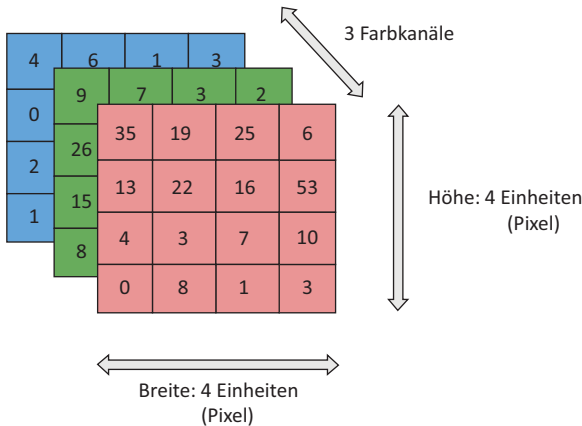 3 Farbkanäle
4 6 1 3
0
2
1
9 7 3 2
26
15
8
35 19 25 6
13 22 16 53
4 3 7 10
0 8 1 3
Höhe: 4 Einheiten
(Pixel)
Breite: 4 Einheiten
(Pixel)